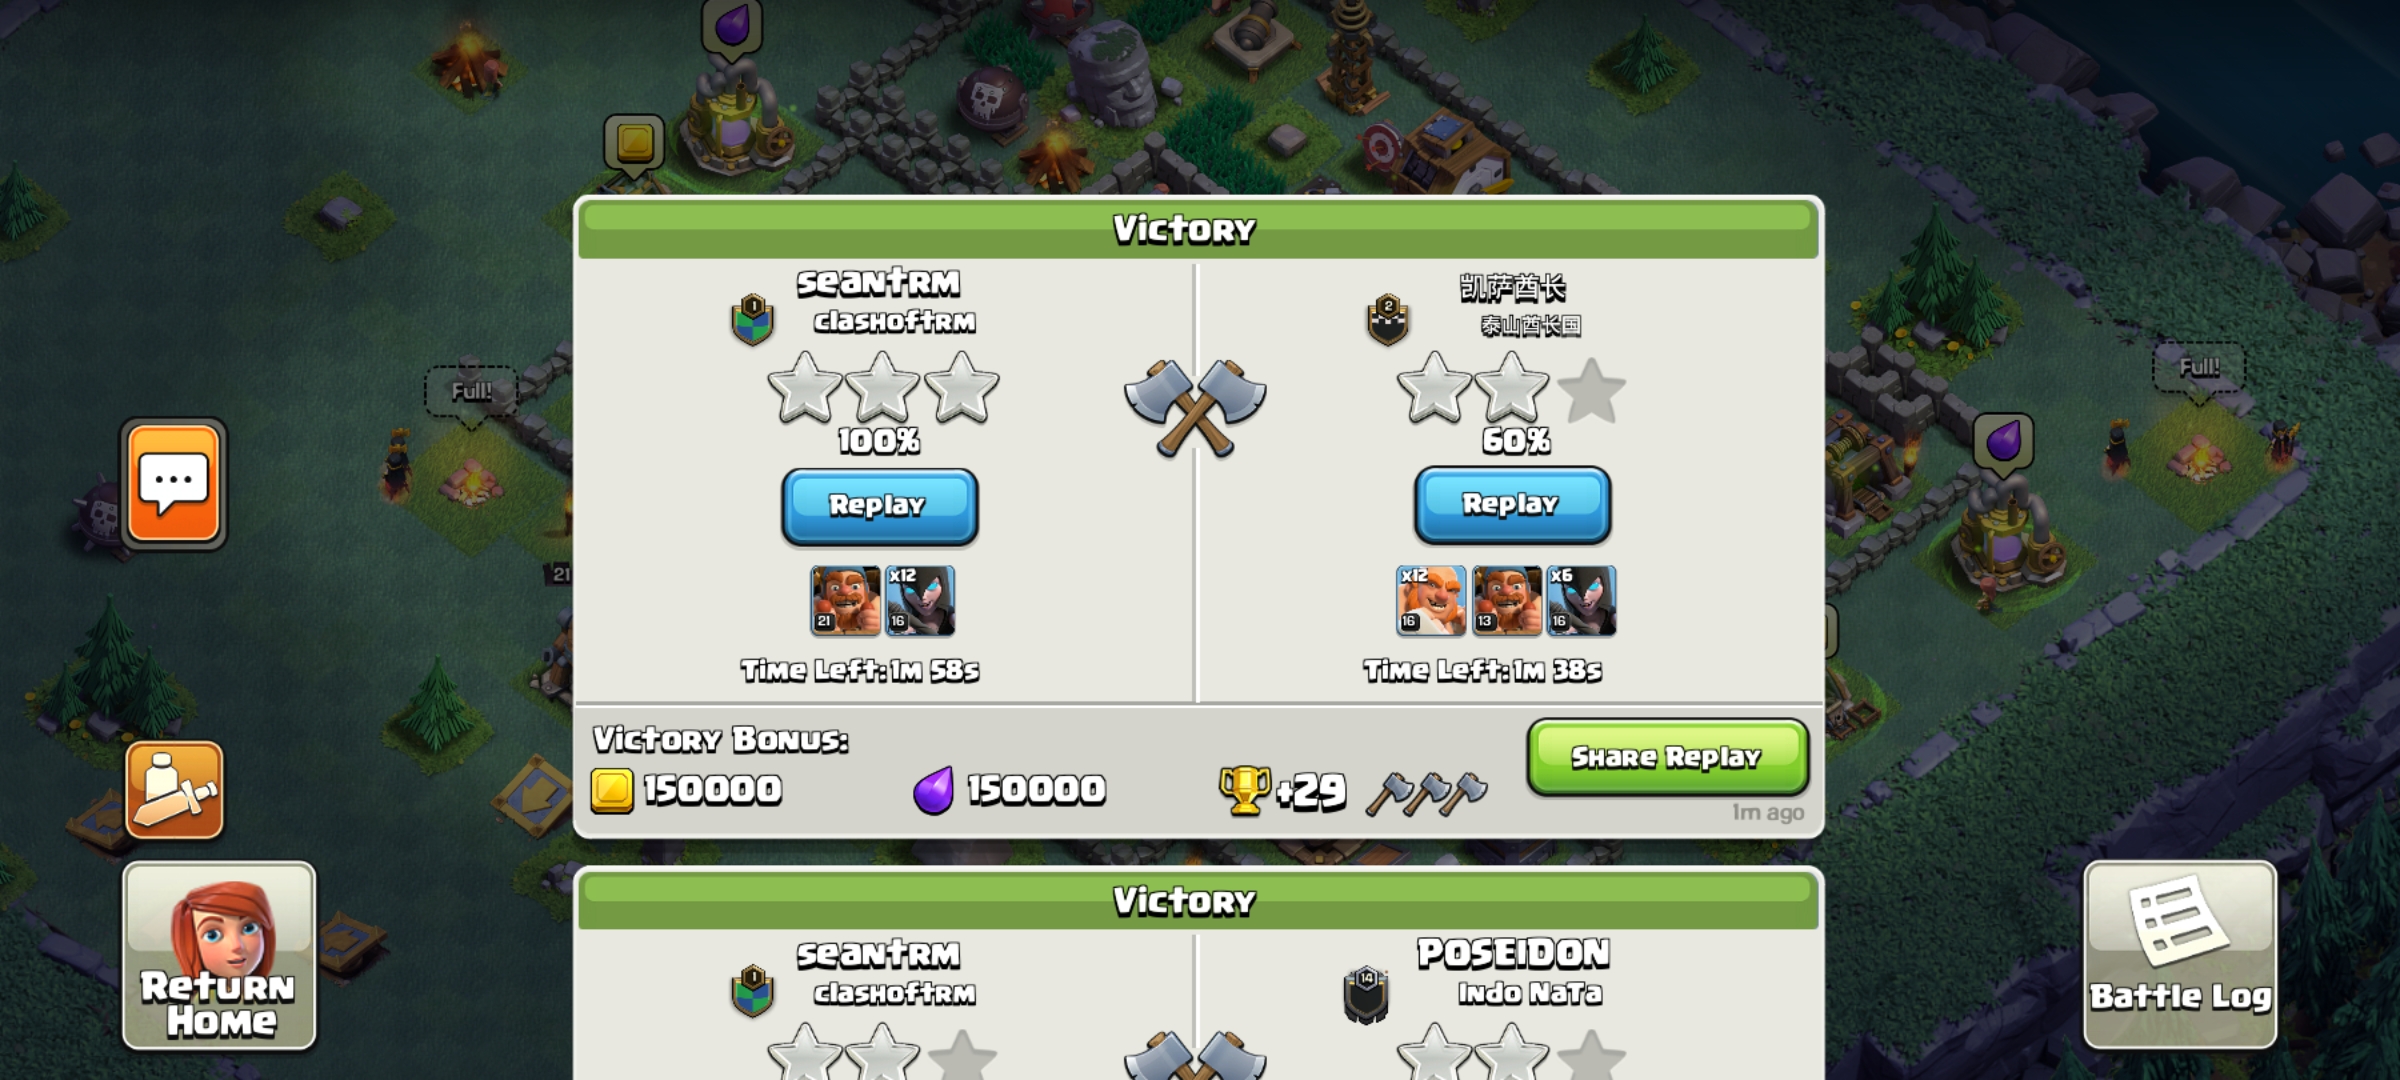 Victory
seantrm
clashoftrm
1
100%
Replay
21
x12
16
Time Left: 1m 58s
凯萨酋长
泰山酋长国
2
60%
Replay
x12
16
13
x6
16
Time Left: 1m 38s
Victory Bonus:
150000
150000
+29
Share Replay
1m ago
Victory
seantrm
clashoftrm
1
POSEIDON
Indo NaTa
14
Full!
Full!
21
Return
Home
Battle Log